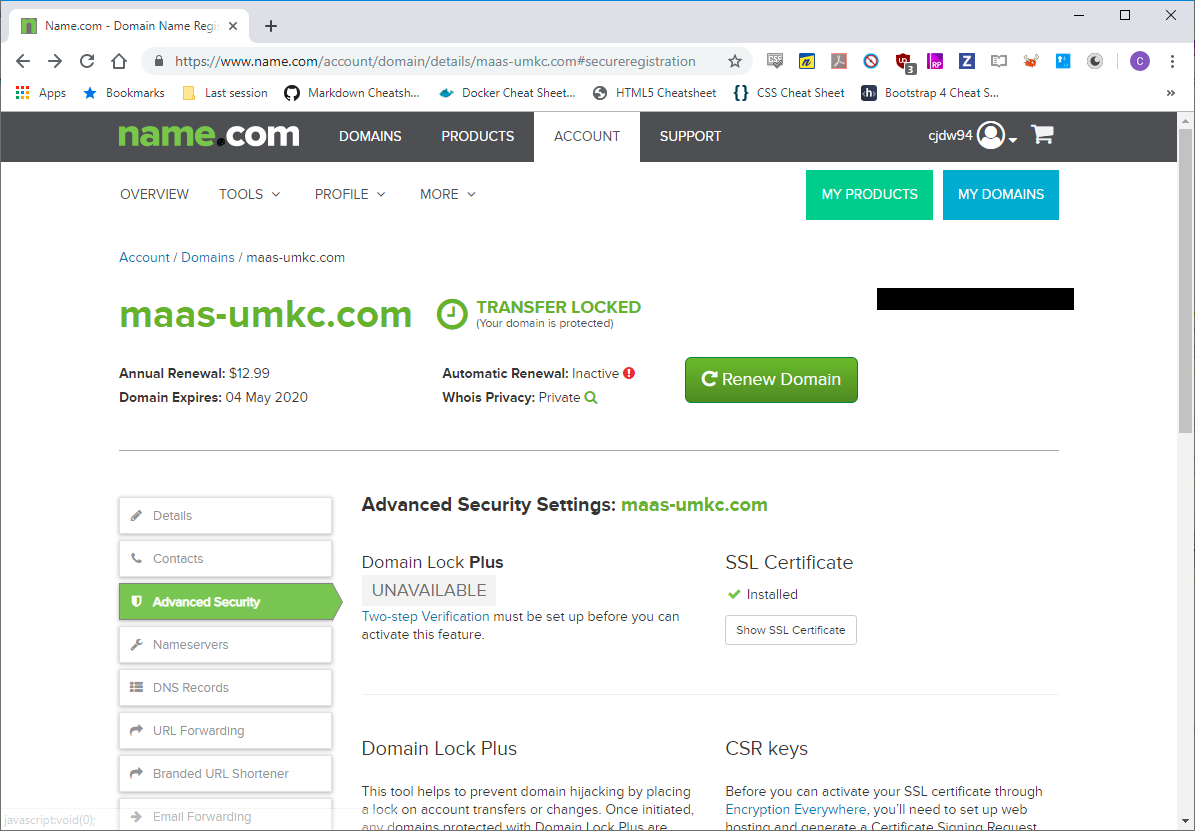 Name.com - Domain Name Regis
https://www.name.com/account/domain/details/maas-umkc.com#secureregistration
CSS
n
3
RP
Z
C
Apps
Bookmarks
Last session
Markdown Cheatsh...
Docker Cheat Sheet...
HTML5 Cheatsheet
{} CSS Cheat Sheet
h
Bootstrap 4 Cheat S...
»
name.com
DOMAINS
PRODUCTS
ACCOUNT
SUPPORT
cjdw94
OVERVIEW
TOOLS
PROFILE
MORE
MY PRODUCTS
MY DOMAINS
Account / Domains / maas-umkc.com
maas-umkc.com
TRANSFER LOCKED
(Your domain is protected)
Annual Renewal: $12.99
Automatic Renewal: Inactive
Domain Expires: 04 May 2020
Whois Privacy: Private
Renew Domain
Details
Contacts
Advanced Security
Nameservers
DNS Records
URL Forwarding
Branded URL Shortener
Email Forwarding
Advanced Security Settings: maas-umkc.com
Domain Lock Plus
UNAVAILABLE
Two-step Verification must be set up before you can
activate this feature.
SSL Certificate
Installed
Show SSL Certificate
Domain Lock Plus
This tool helps to prevent domain hijacking by placing
a lock on account transfers or changes. Once initiated,
any domains protected with Domain Lock Plus are
CSR keys
Before you can activate your SSL certificate through
Encryption Everywhere, you'll need to set up web
hosting and generate a Certificate Signing Request
javascript:void(0);